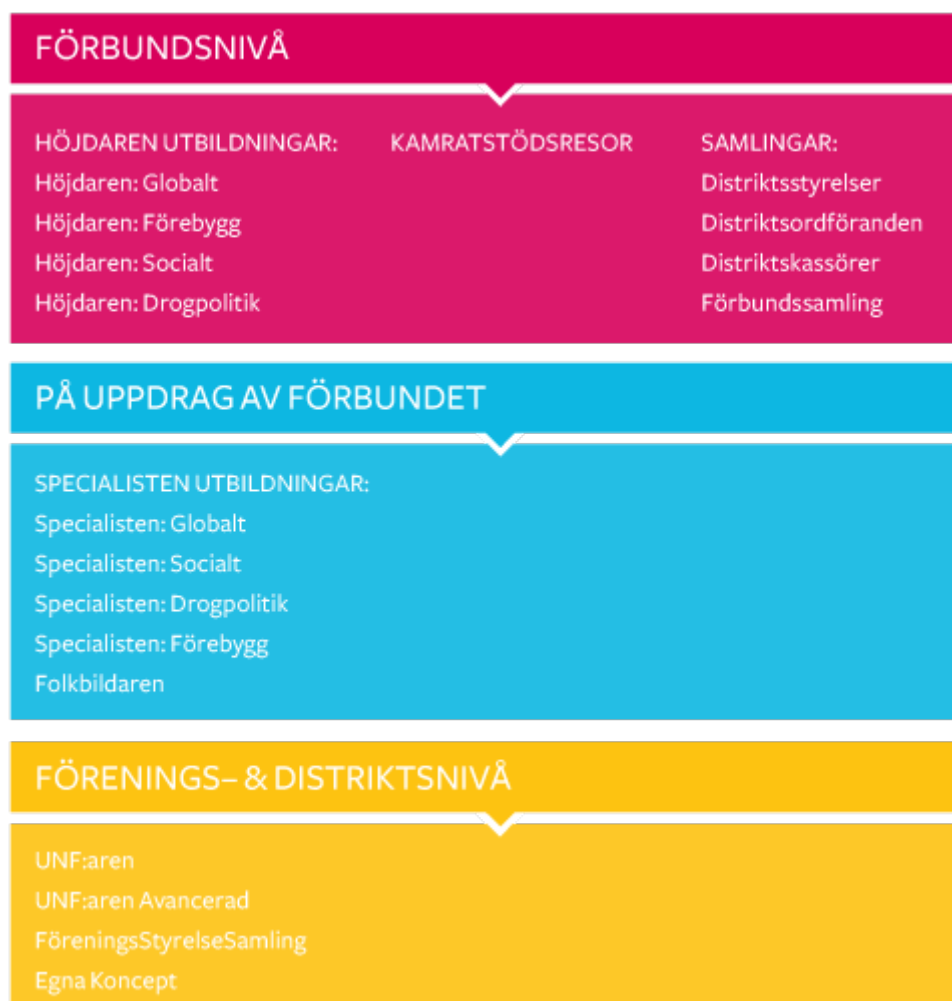 FÖRBUNDSNIVÅ
HÖJDAREN UTBILDNINGAR:
Höjdaren: Globalt
Höjdaren: Förebygg
Höjdaren: Socialt
Höjdaren: Drogpolitik
KAMRATSTÖDSRESOR
SAMLINGAR:
Distriktsstyrelser
Distriktsordföranden
Distriktskassörer
Förbundssamling
PÅ UPPDRAG AV FÖRBUNDET
SPECIALISTEN UTBILDNINGAR:
Specialisten: Globalt
Specialisten: Socialt
Specialisten: Drogpolitik
Specialisten: Förebygg
Folkbildaren
FÖRENINGS– & DISTRIKTSNIVÅ
UNF:aren
UNF:aren Avancerad
FöreningsStyrelseSamling
Egna Koncept